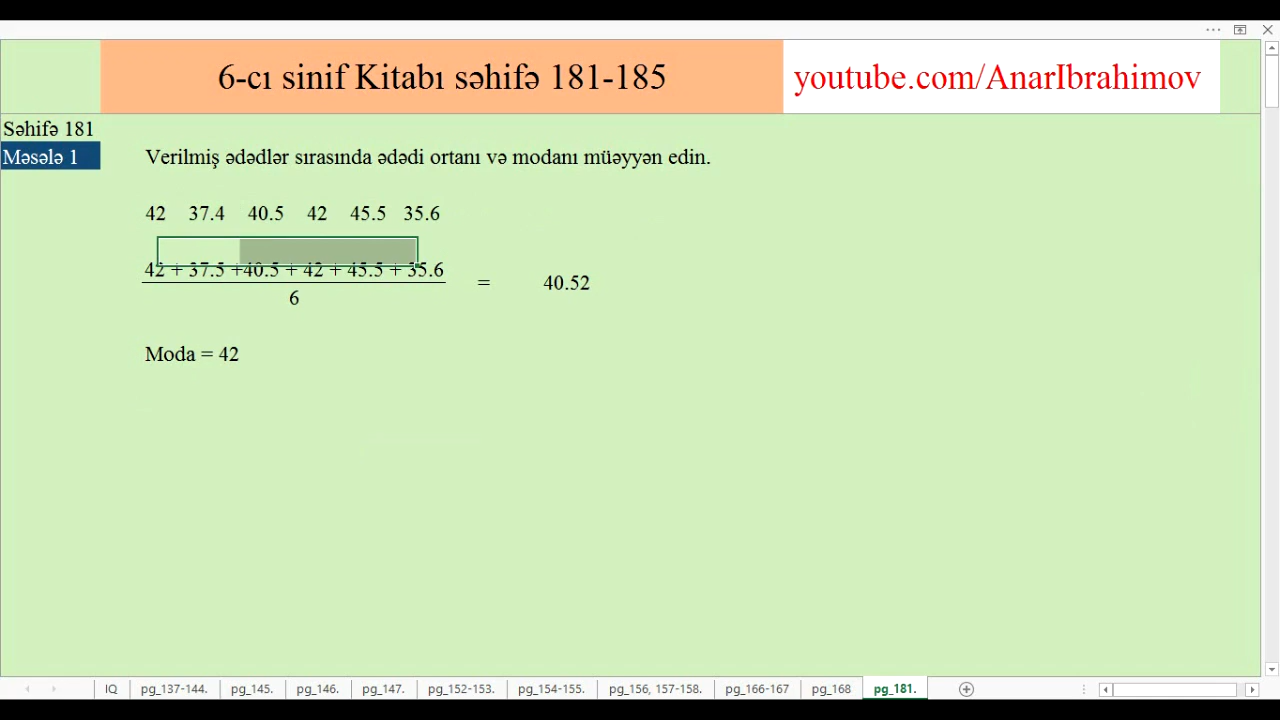 6-cı sinif Kitabı səhifə 181-185
youtube.com/AnarIbrahimov
Səhifə 181
Məsələ 1
Verilmiş ədədlər sırasında ədədi ortanı və modanı müəyyən edin.
42 37.4 40.5 42 45.5 35.6
42 + 37.5 +40.5 + 42 + 45.5 + 35.6
6
= 40.52
Moda = 42
IQ pg_137-144. pg_145. pg_146. pg_147. pg_152-153. pg_154-155. pg_156, 157-158. pg_166-167 pg_168 pg_181.